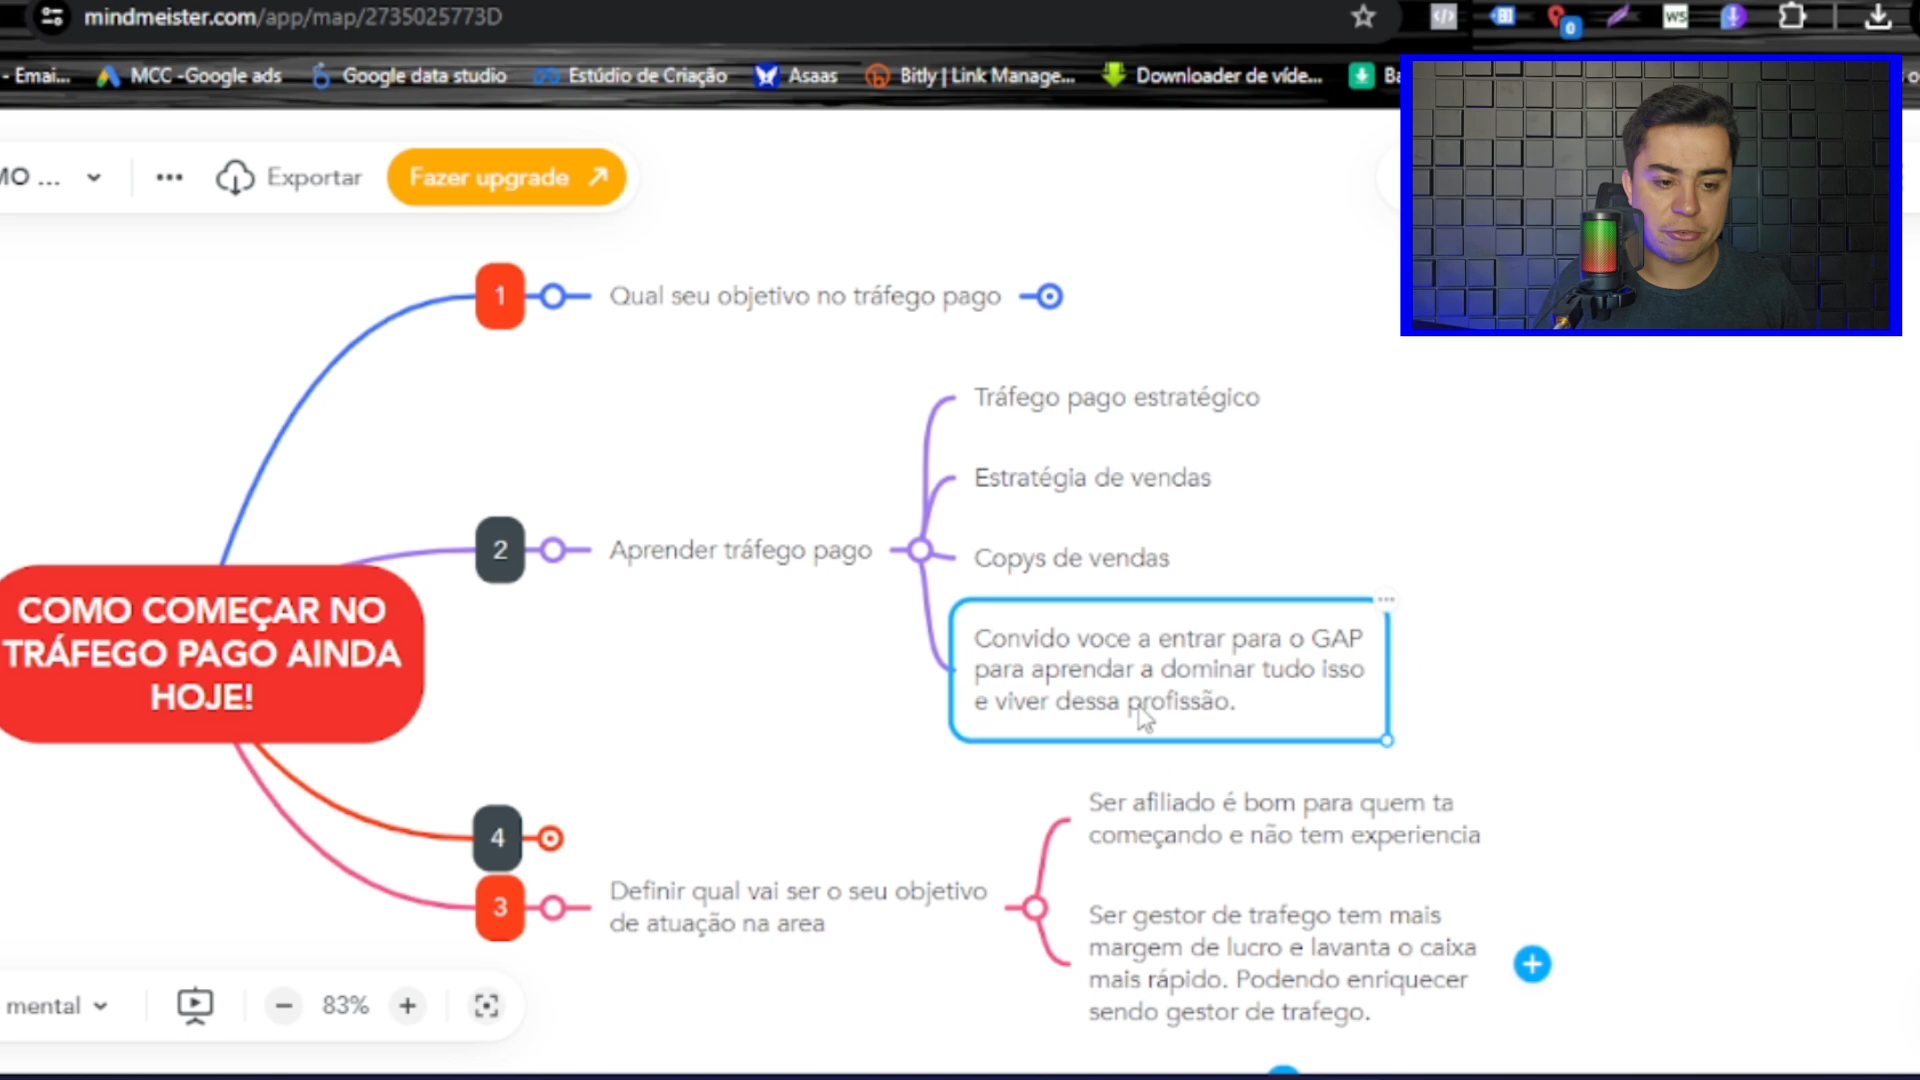 mindmeister.com/app/map/2735025773D
- Emai...
MCC -Google ads
Google data studio
Estúdio de Criação
Asaas
Bitly | Link Manage...
Downloader de víde...
Ba
0
WS
MO ...
Exportar
Fazer upgrade
1
Qual seu objetivo no tráfego pago
Tráfego pago estratégico
Estratégia de vendas
2
Aprender tráfego pago
Copys de vendas
Convido voce a entrar para o GAP
para aprendar a dominar tudo isso
e viver dessa profissão.
COMO COMEÇAR NO
TRÁFEGO PAGO AINDA
HOJE!
4
3
Definir qual vai ser o seu objetivo
de atuação na area
Ser afiliado é bom para quem ta
começando e não tem experiencia
Ser gestor de trafego tem mais
margem de lucro e lavanta o caixa
mais rápido. Podendo enriquecer
sendo gestor de trafego.
mental
83%